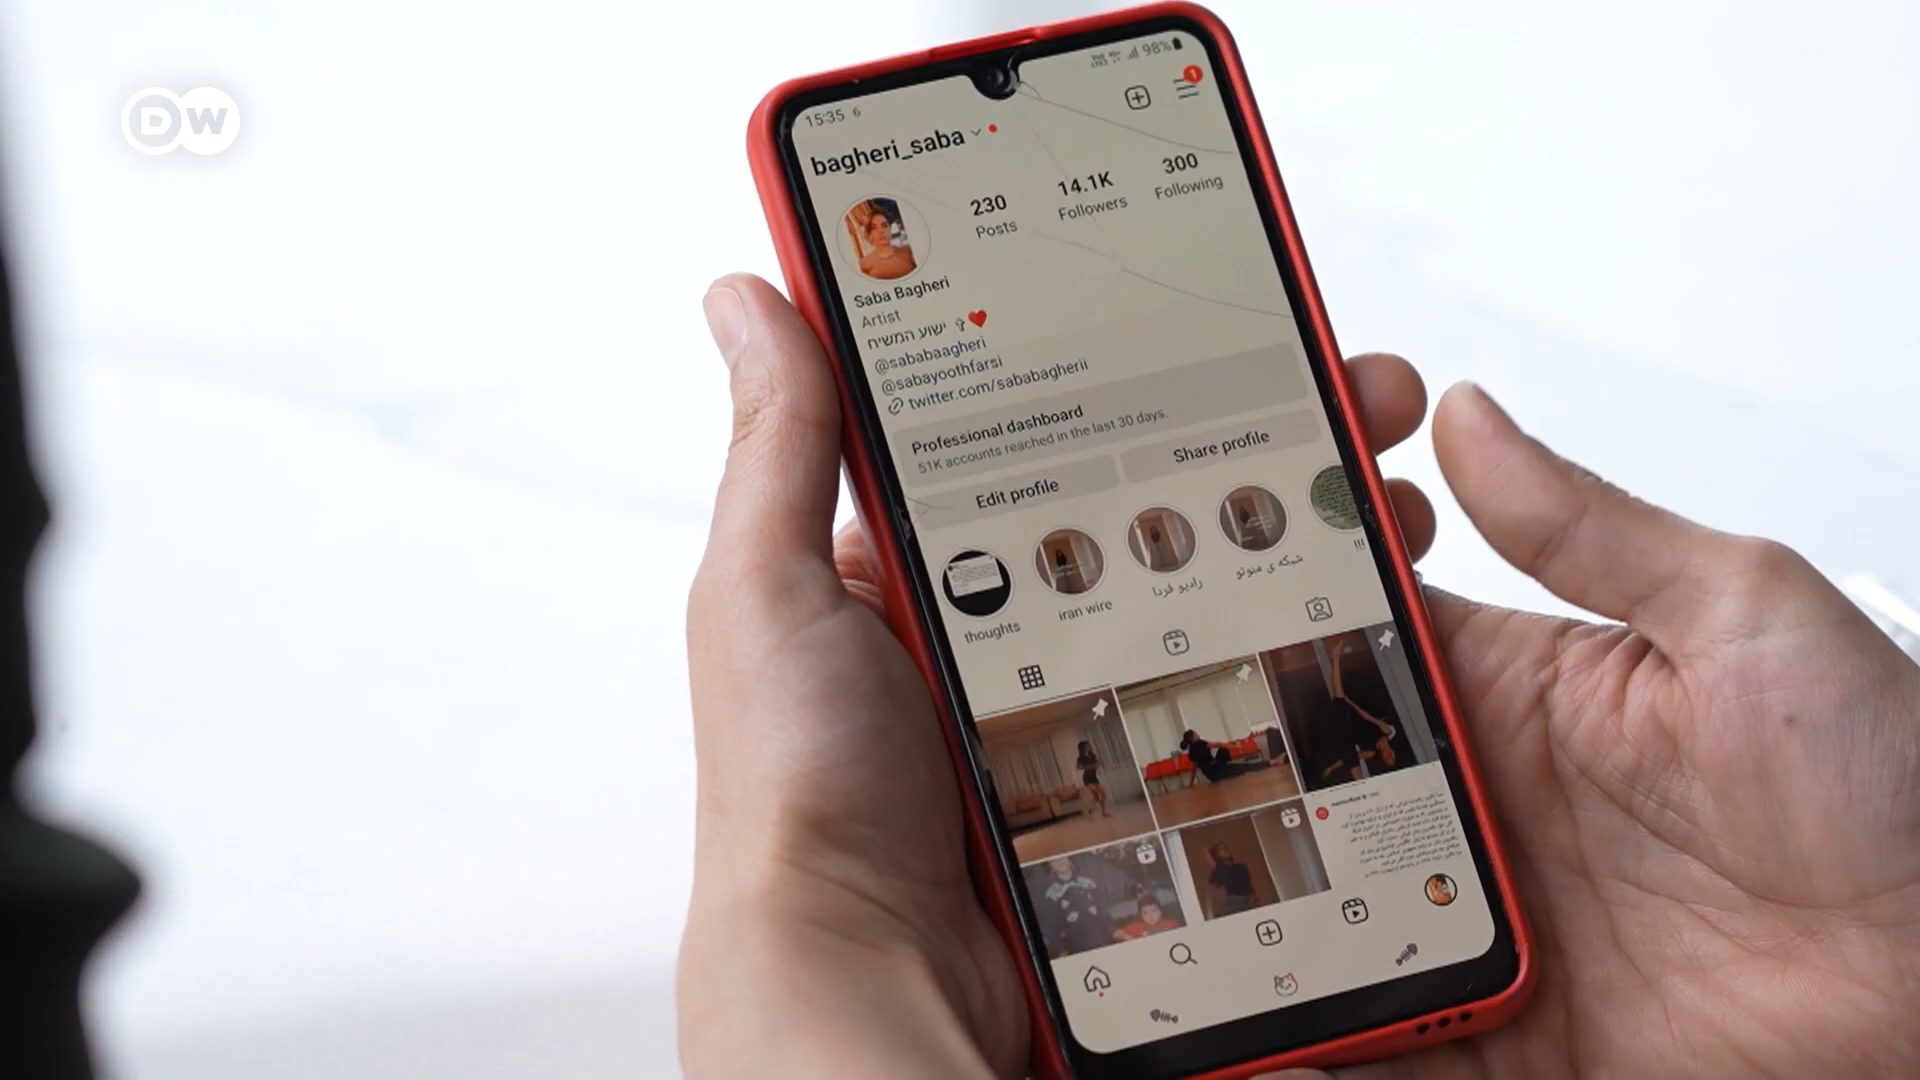 DW
15:35 6
98%
1
bagheri_saba
230
Posts
14.1K
Followers
300
Following
Saba Bagheri
Artist
ישוע המשיח ✞❤️
@sababaagheri
@sabayoothfarsi
twitter.com/sababagherii
Professional dashboard
51K accounts reached in the last 30 days.
Edit profile
Share profile
thoughts
iran wire
رادیو فردا
شبکه ی منوتو
!!!